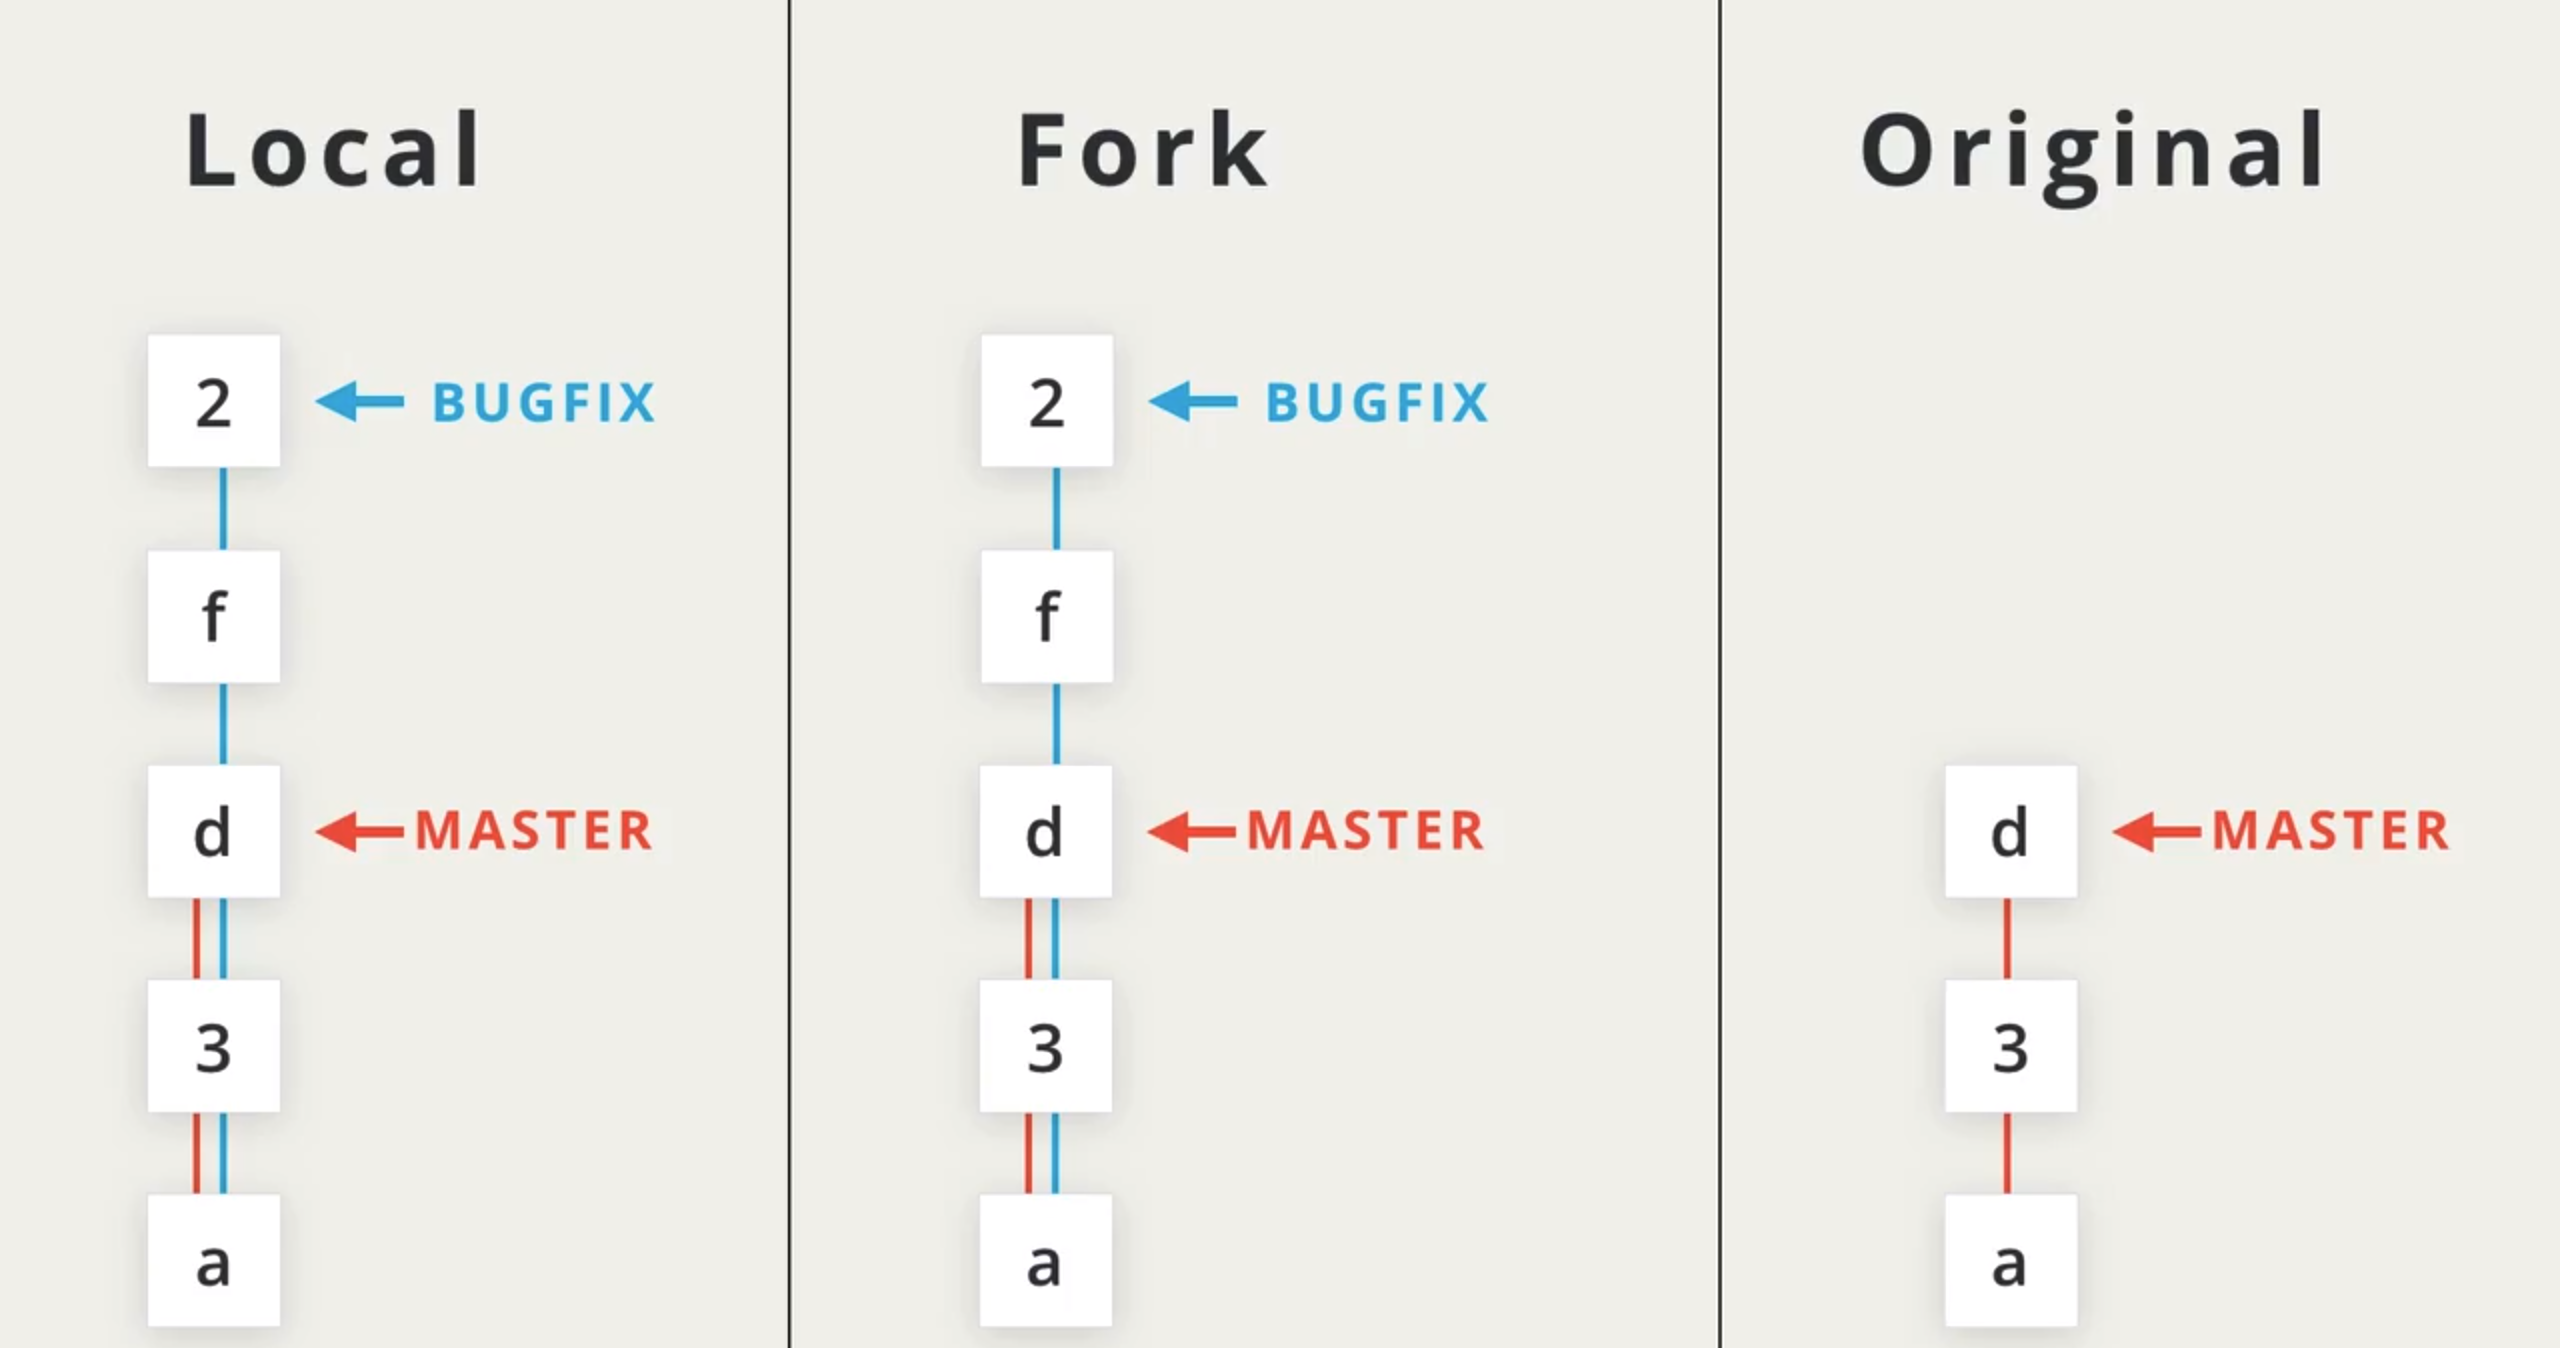 Local
2 BUGFIX
f
d MASTER
3
a
Fork
2 BUGFIX
f
d MASTER
3
a
Original
d MASTER
3
a